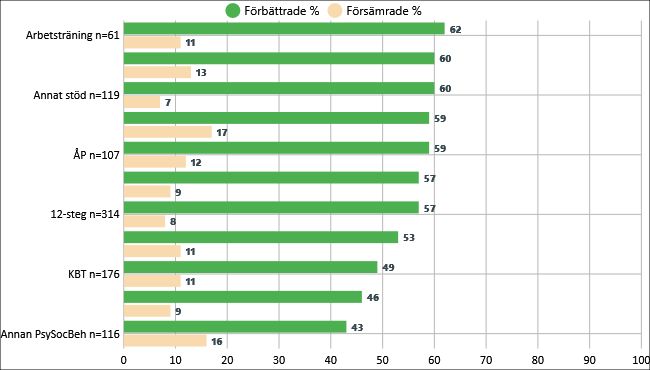 Förbättrade % Försämrade %
Arbetsträning n=61
62
11
60
13
Annat stöd n=119
60
7
59
17
ÅP n=107
59
12
57
9
12-steg n=314
57
8
53
11
KBT n=176
49
11
46
9
Annan PsySocBeh n=116
43
16
0 10 20 30 40 50 60 70 80 90 100